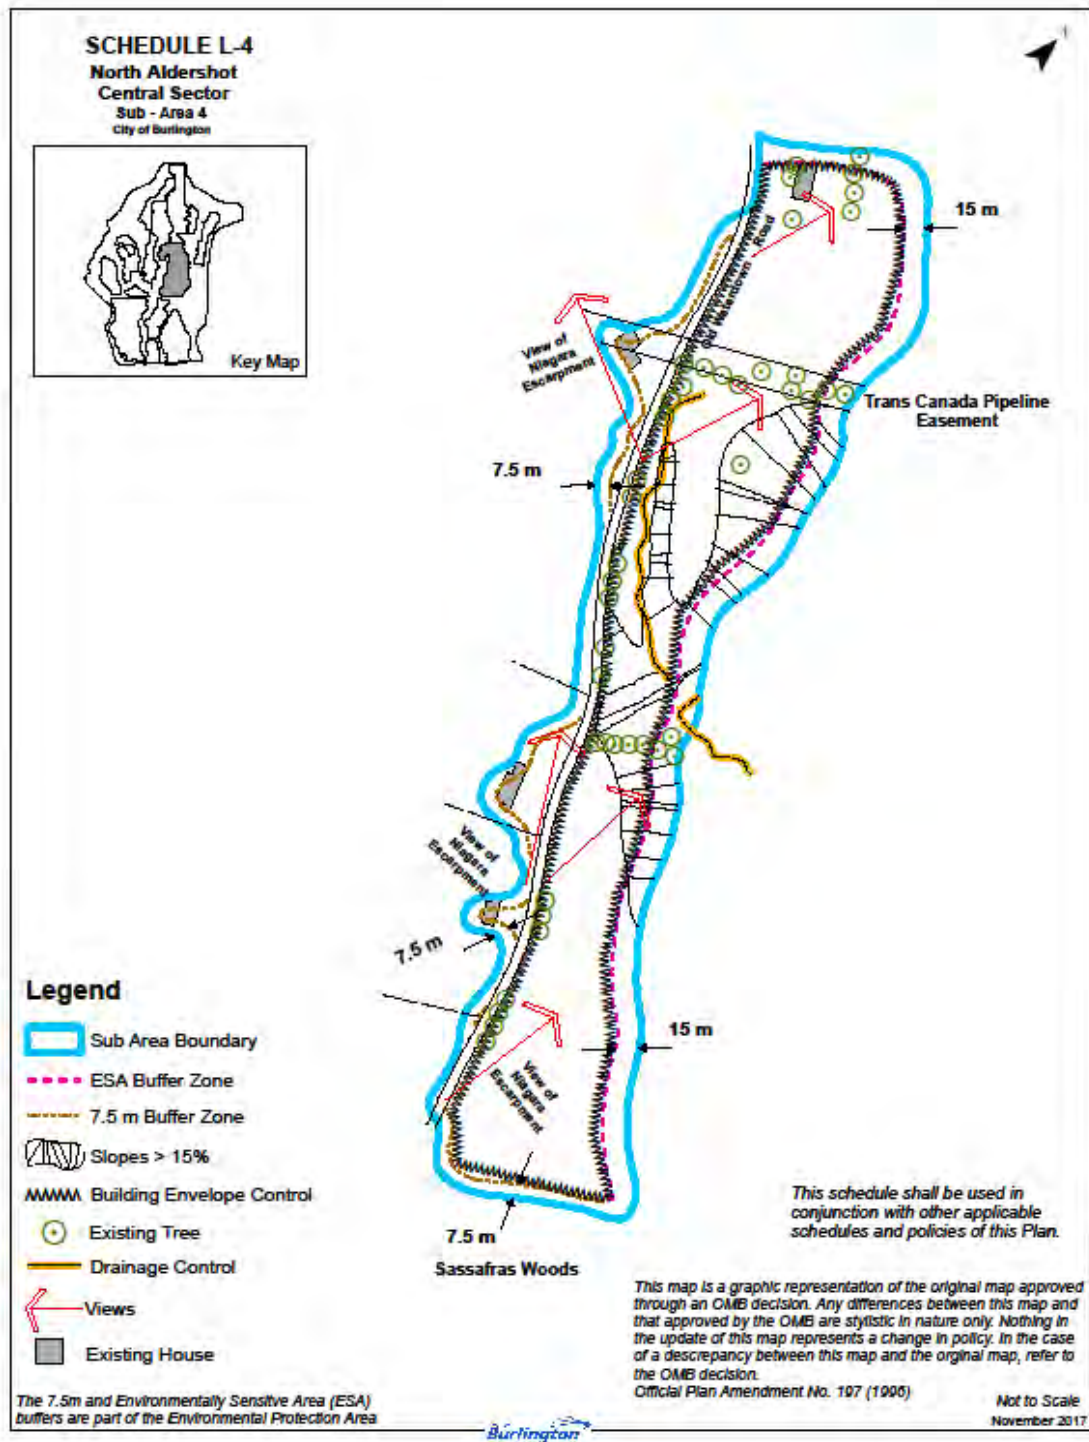 SCHEDULE L-4
North Aldershot
Central Sector
Sub - Area 4
City of Burlington
Key Map
15 m
Old Waterdown Road
View of
Niagara
Escarpment
Trans Canada Pipeline
Easement
7.5 m
View of
Niagara
Escarpment
7.5 m
15 m
View of
Niagara
Escarpment
7.5 m
Sassafras Woods
Legend
Sub Area Boundary
ESA Buffer Zone
7.5 m Buffer Zone
Slopes > 15%
Building Envelope Control
Existing Tree
Drainage Control
Views
Existing House
The 7.5m and Environmentally Sensitve Area (ESA)
buffers are part of the Environmental Protection Area
This schedule shall be used in
conjunction with other applicable
schedules and policies of this Plan.
This map is a graphic representation of the original map approved
through an OMB decision. Any differences between this map and
that approved by the OMB are stylistic in nature only. Nothing in
the update of this map represents a change in policy. In the case
of a descrepancy between this map and the orginal map, refer to
the OMB decision.
Official Plan Amendment No. 197 (1996)
Not to Scale
November 2017
Burlington